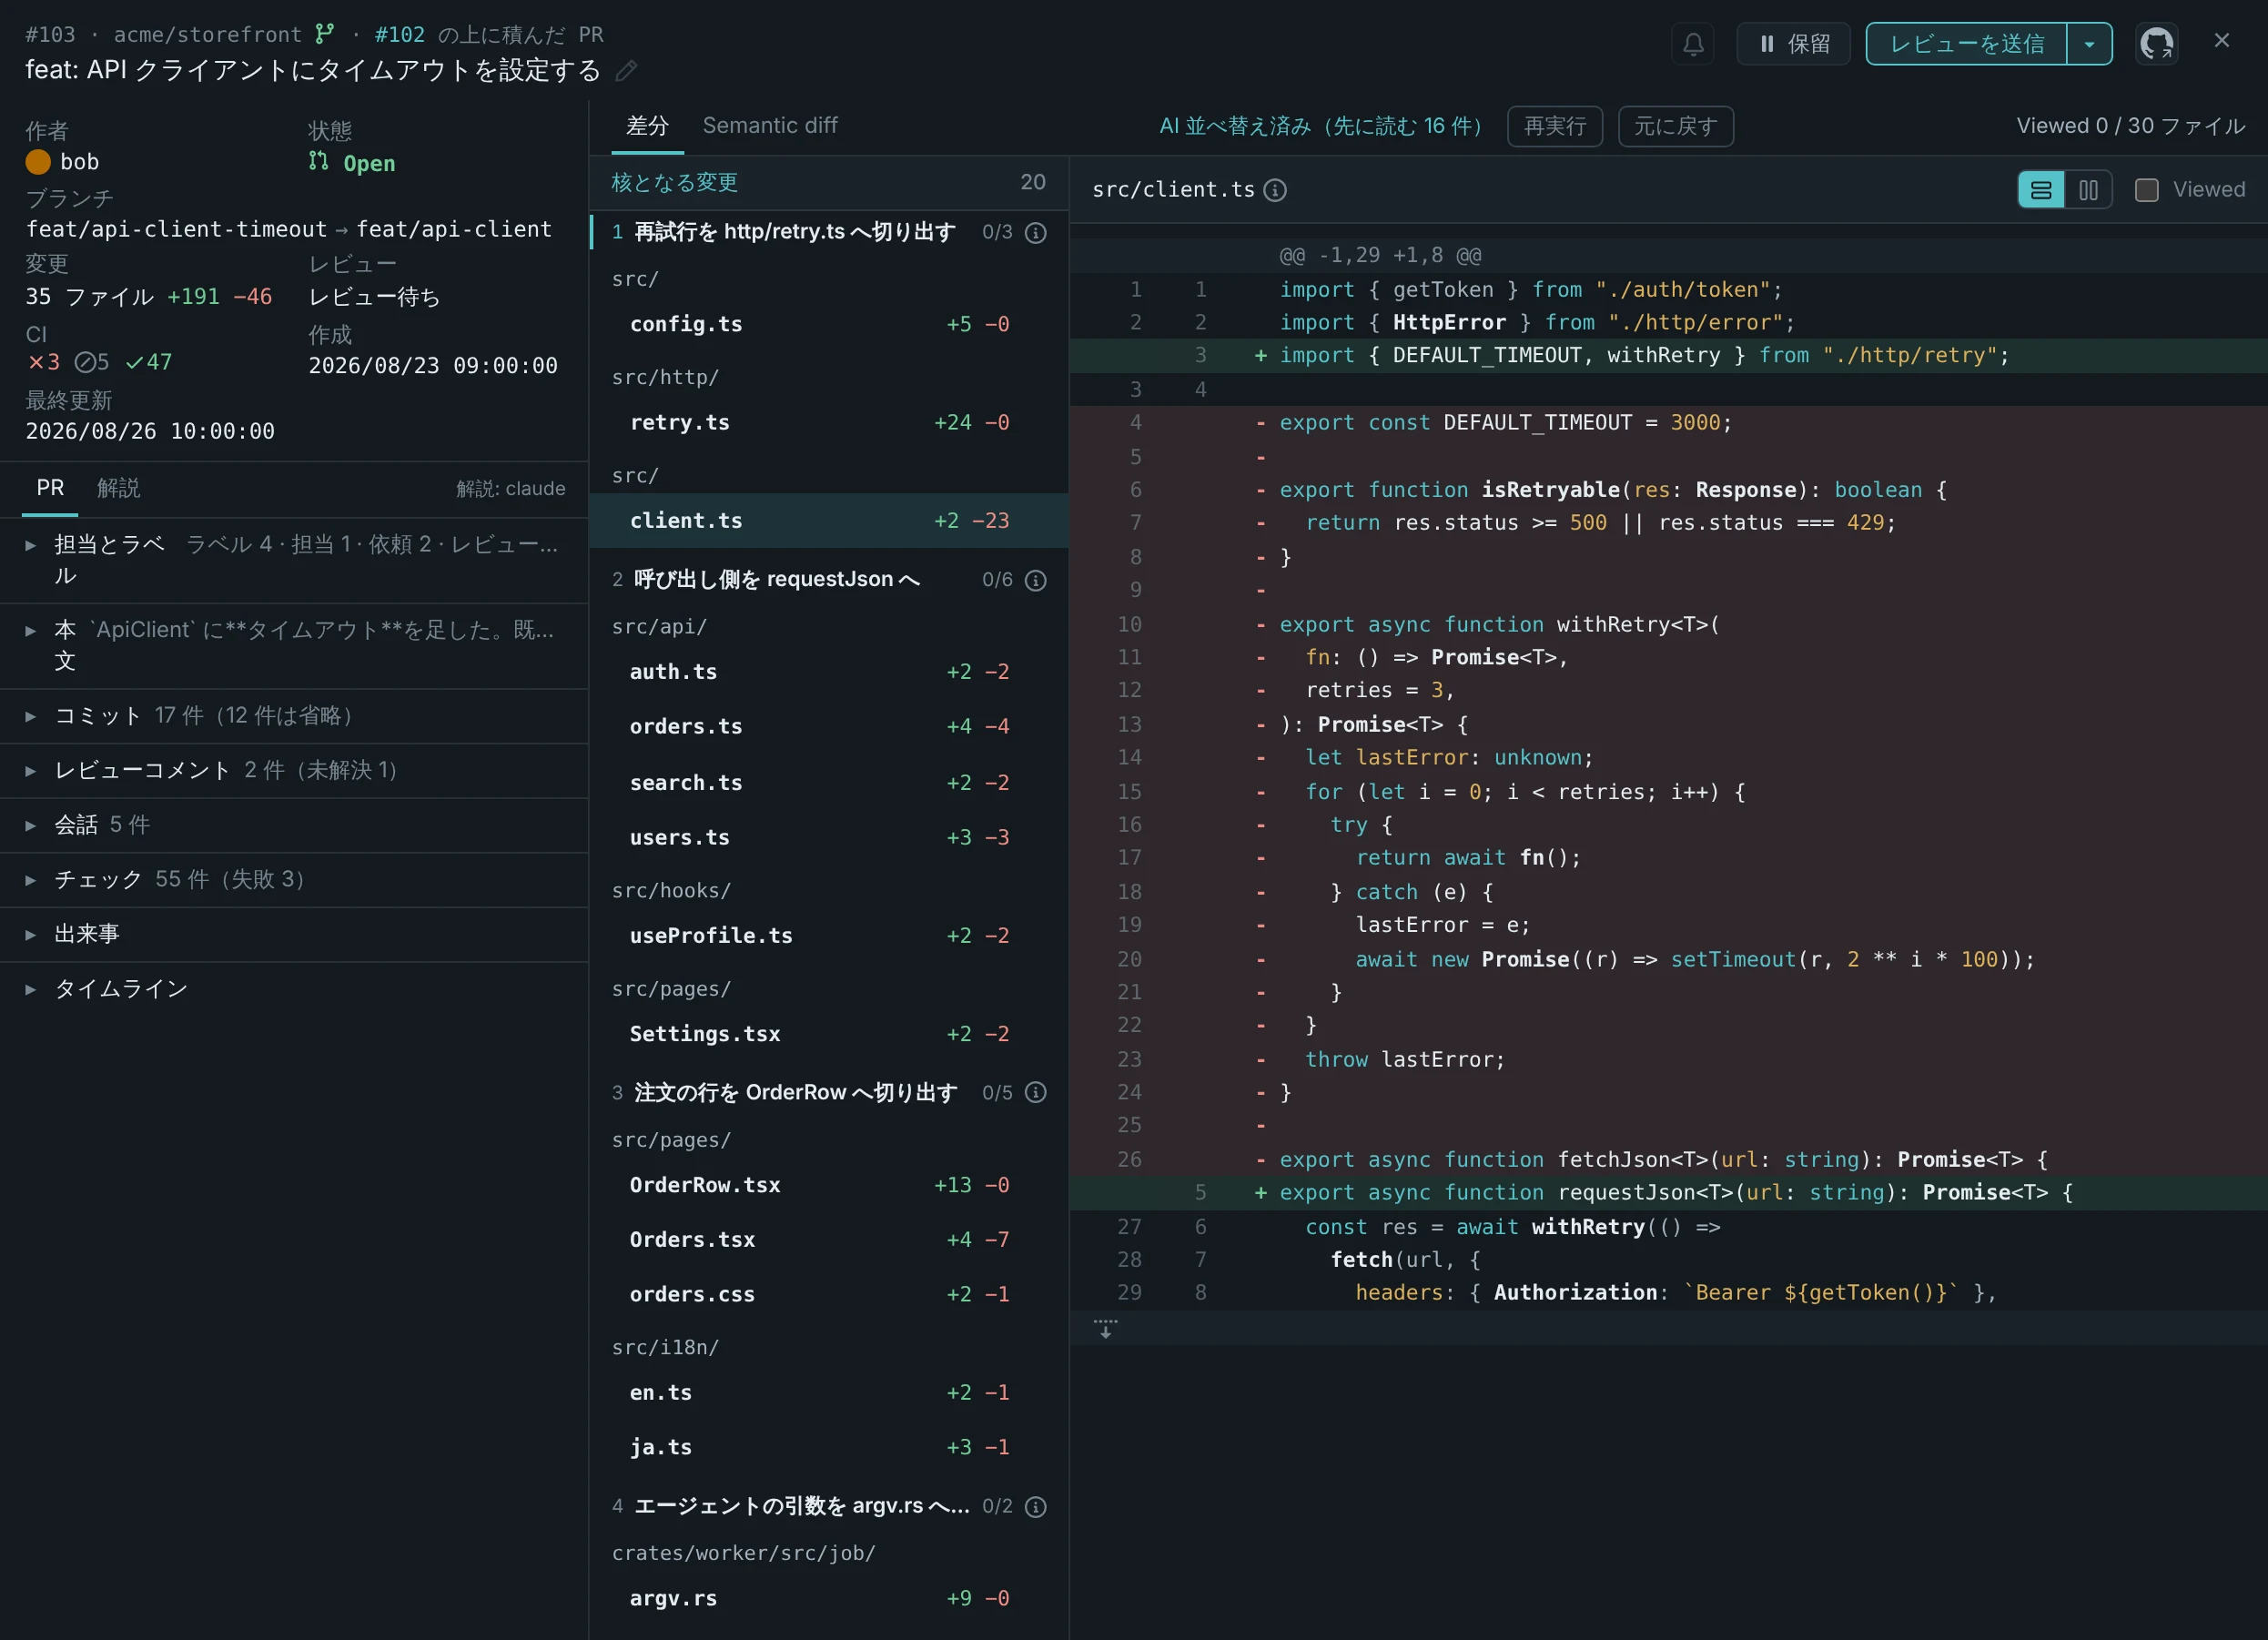 #103 · acme/storefront · #102 の上に積んだ PR
feat: API クライアントにタイムアウトを設定する
保留
レビューを送信
作者
bob
状態
Open
ブランチ
feat/api-client-timeout → feat/api-client
変更
35 ファイル +191 −46
レビュー
レビュー待ち
CI
×3 5 ✓47
作成
2026/08/23 09:00:00
最終更新
2026/08/26 10:00:00
PR 解説 解説: claude
▶ 担当とラベル ラベル 4 · 担当 1 · 依頼 2 · レビュー...
▶ 本文 `ApiClient` に**タイムアウト**を足した。既...
▶ コミット 17 件（12 件は省略）
▶ レビューコメント 2 件（未解決 1）
▶ 会話 5 件
▶ チェック 55 件（失敗 3）
▶ 出来事
▶ タイムライン
差分 Semantic diff
AI 並べ替え済み（先に読む 16 件） 再実行 元に戻す
Viewed 0 / 30 ファイル
核となる変更 20
1 再試行を http/retry.ts へ切り出す 0/3
src/
config.ts +5 −0
src/http/
retry.ts +24 −0
src/
client.ts +2 −23
2 呼び出し側を requestJson へ 0/6
src/api/
auth.ts +2 −2
orders.ts +4 −4
search.ts +2 −2
users.ts +3 −3
src/hooks/
useProfile.ts +2 −2
src/pages/
Settings.tsx +2 −2
3 注文の行を OrderRow へ切り出す 0/5
src/pages/
OrderRow.tsx +13 −0
Orders.tsx +4 −7
orders.css +2 −1
src/i18n/
en.ts +2 −1
ja.ts +3 −1
4 エージェントの引数を argv.rs へ... 0/2
crates/worker/src/job/
argv.rs +9 −0
src/client.ts
Viewed
@@ -1,29 +1,8 @@
1 1 import { getToken } from "./auth/token";
2 2 import { HttpError } from "./http/error";
3 + import { DEFAULT_TIMEOUT, withRetry } from "./http/retry";
3 4
4 - export const DEFAULT_TIMEOUT = 3000;
5 -
6 - export function isRetryable(res: Response): boolean {
7 - return res.status >= 500 || res.status === 429;
8 - }
9 -
10 - export async function withRetry<T>(
11 - fn: () => Promise<T>,
12 - retries = 3,
13 - ): Promise<T> {
14 - let lastError: unknown;
15 - for (let i = 0; i < retries; i++) {
16 - try {
17 - return await fn();
18 - } catch (e) {
19 - lastError = e;
20 - await new Promise((r) => setTimeout(r, 2 ** i * 100));
21 - }
22 - }
23 - throw lastError;
24 - }
25 -
26 - export async function fetchJson<T>(url: string): Promise<T> {
5 + export async function requestJson<T>(url: string): Promise<T> {
27 6 const res = await withRetry(() =>
28 7 fetch(url, {
29 8 headers: { Authorization: `Bearer ${getToken()}` },